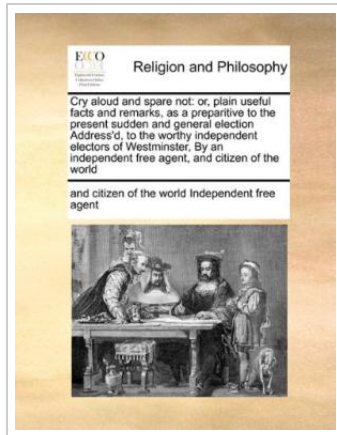 ECCO
Religion and Philosophy
Cry aloud and spare not: or, plain useful
facts and remarks, as a preparitive to the
present sudden and general election
Address'd, to the worthy independent
electors of Westminster, By an
independent free agent, and citizen of the
world
and citizen of the world Independent free
agent